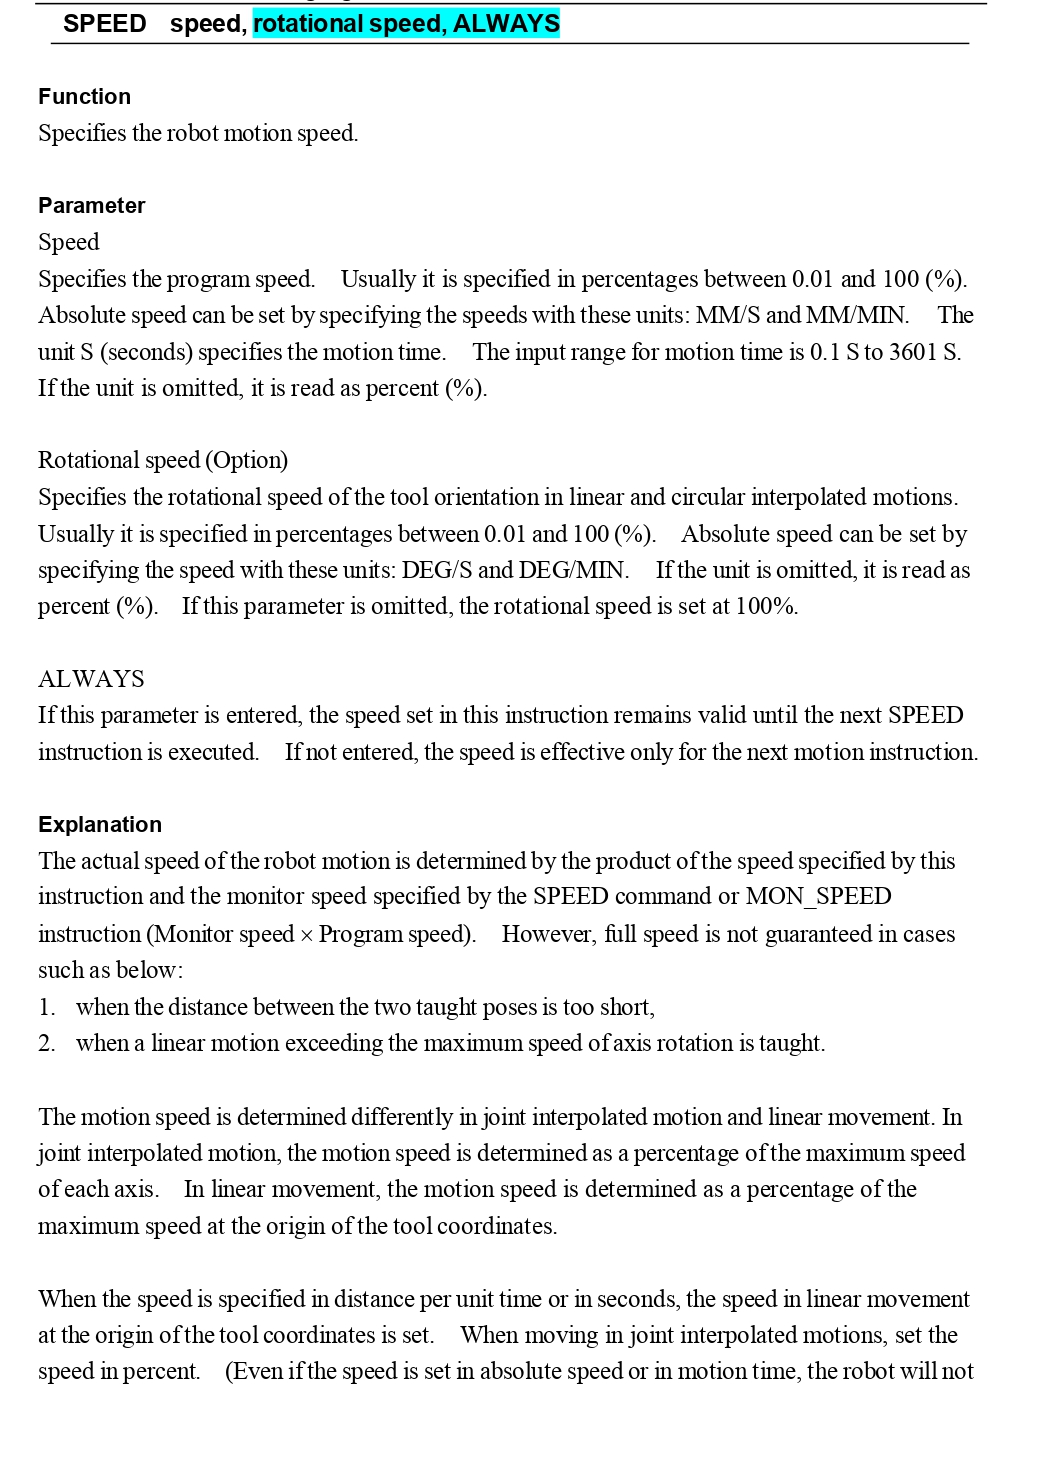 SPEED speed, rotational speed, ALWAYS
Function
Specifies the robot motion speed.
Parameter
Speed
Specifies the program speed. Usually it is specified in percentages between 0.01 and 100 (%).
Absolute speed can be set by specifying the speeds with these units: MM/S and MM/MIN. The
unit S (seconds) specifies the motion time. The input range for motion time is 0.1 S to 3601 S.
If the unit is omitted, it is read as percent (%).
Rotational speed (Option)
Specifies the rotational speed of the tool orientation in linear and circular interpolated motions.
Usually it is specified in percentages between 0.01 and 100 (%). Absolute speed can be set by
specifying the speed with these units: DEG/S and DEG/MIN. If the unit is omitted, it is read as
percent (%). If this parameter is omitted, the rotational speed is set at 100%.
ALWAYS
If this parameter is entered, the speed set in this instruction remains valid until the next SPEED
instruction is executed. If not entered, the speed is effective only for the next motion instruction.
Explanation
The actual speed of the robot motion is determined by the product of the speed specified by this
instruction and the monitor speed specified by the SPEED command or MON_SPEED
instruction (Monitor speed × Program speed). However, full speed is not guaranteed in cases
such as below:
1. when the distance between the two taught poses is too short,
2. when a linear motion exceeding the maximum speed of axis rotation is taught.
The motion speed is determined differently in joint interpolated motion and linear movement. In
joint interpolated motion, the motion speed is determined as a percentage of the maximum speed
of each axis. In linear movement, the motion speed is determined as a percentage of the
maximum speed at the origin of the tool coordinates.
When the speed is specified in distance per unit time or in seconds, the speed in linear movement
at the origin of the tool coordinates is set. When moving in joint interpolated motions, set the
speed in percent. (Even if the speed is set in absolute speed or in motion time, the robot will not